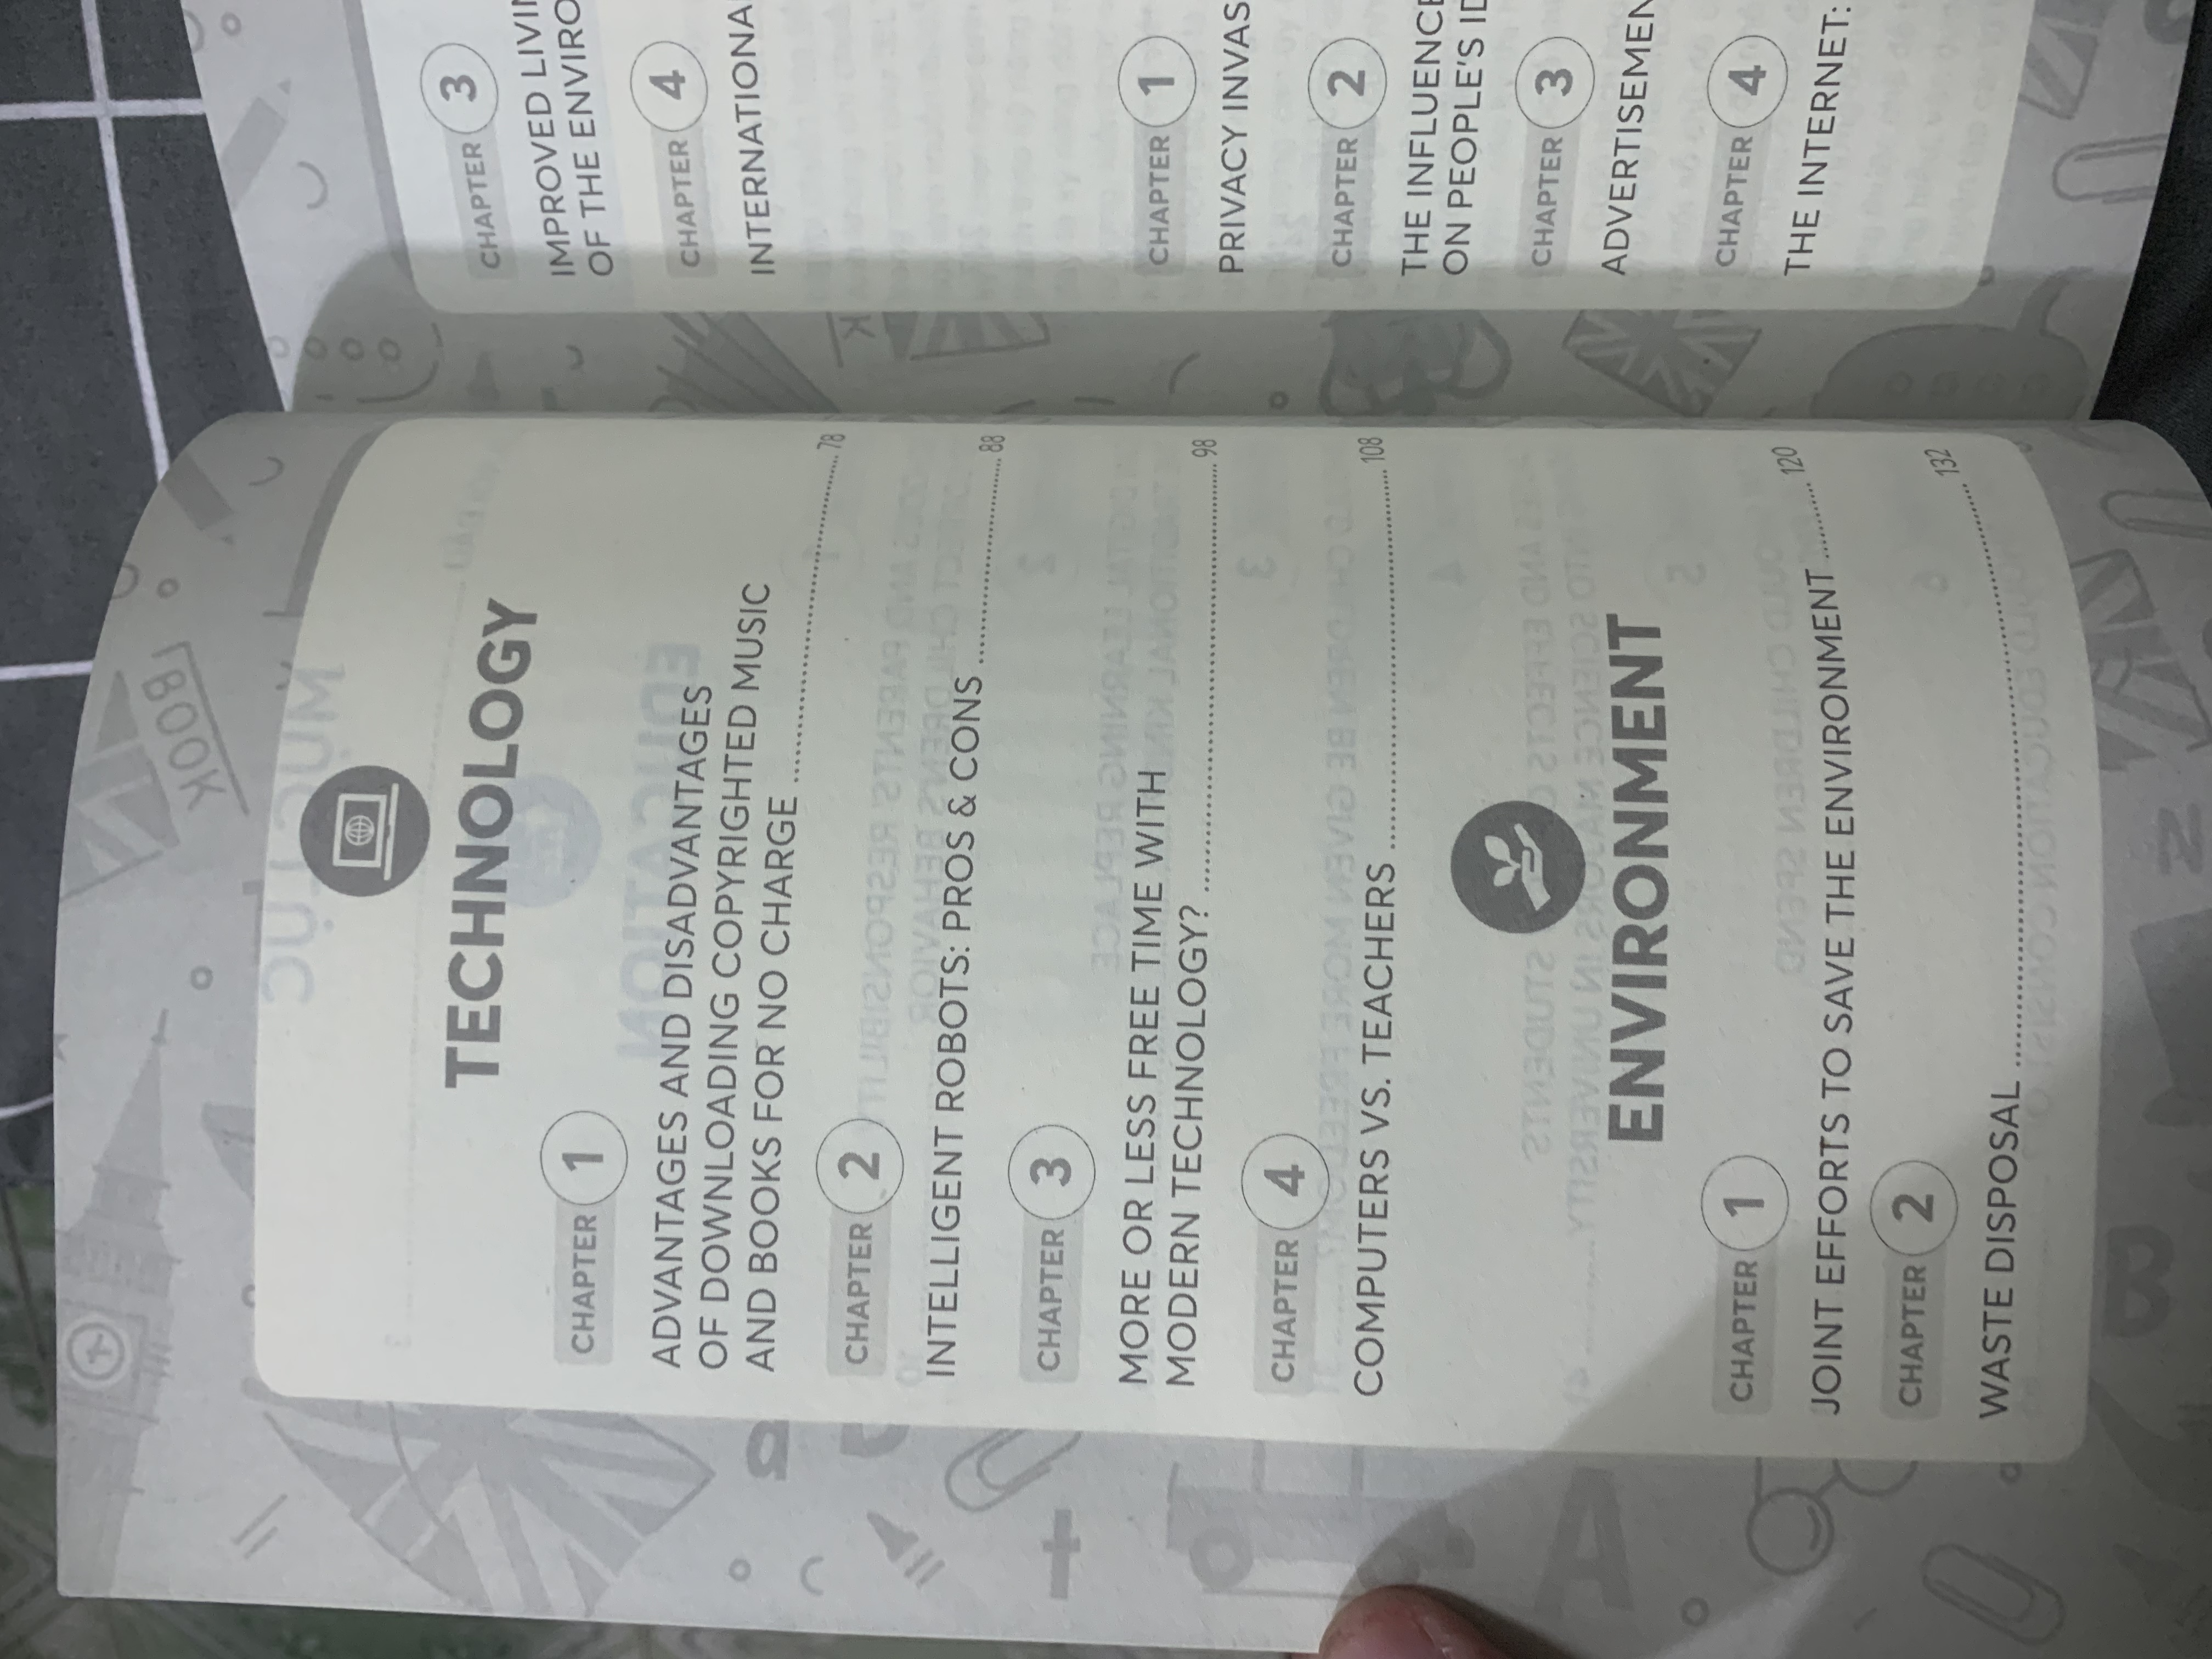 TECHNOLOGY
CHAPTER 1
ADVANTAGES AND DISADVANTAGES
OF DOWNLOADING COPYRIGHTED MUSIC
AND BOOKS FOR NO CHARGE ........................ 78
CHAPTER 2
INTELLIGENT ROBOTS: PROS & CONS ................ 88
CHAPTER 3
MORE OR LESS FREE TIME WITH
MODERN TECHNOLOGY? ........................ 98
CHAPTER 4
COMPUTERS VS. TEACHERS ........................ 108
ENVIRONMENT
CHAPTER 1
JOINT EFFORTS TO SAVE THE ENVIRONMENT ........ 120
CHAPTER 2
WASTE DISPOSAL ........................ 132
CHAPTER 3
IMPROVED
OF THE
CHAPTER 4
CHAPTER 1
PRIVACY
CHAPTER 2
THE
ON PEOPLE'S
CHAPTER 3
CHAPTER 4
THE INTERNET:
BOOK